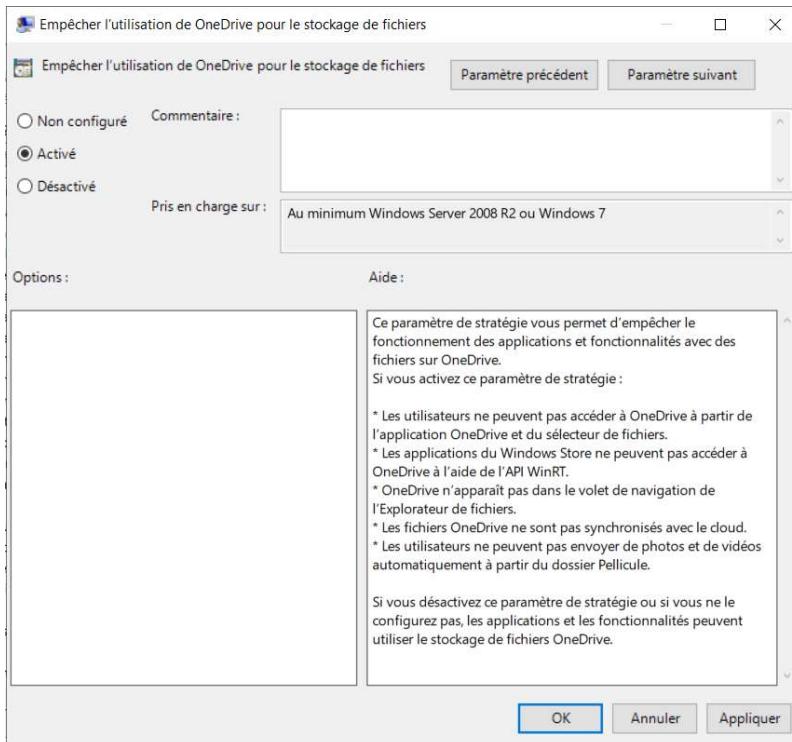 Empêcher l'utilisation de OneDrive pour le stockage de fichiers
Empêcher l'utilisation de OneDrive pour le stockage de fichiers
Paramètre précédent
Paramètre suivant
Non configuré
Commentaire :
Activé
Désactivé
Pris en charge sur :
Au minimum Windows Server 2008 R2 ou Windows 7
Options :
Aide :
Ce paramètre de stratégie vous permet d'empêcher le
fonctionnement des applications et fonctionnalités avec des
fichiers sur OneDrive.
Si vous activez ce paramètre de stratégie :
* Les utilisateurs ne peuvent pas accéder à OneDrive à partir de
l'application OneDrive et du sélecteur de fichiers.
* Les applications du Windows Store ne peuvent pas accéder à
OneDrive à l'aide de l'API WinRT.
* OneDrive n'apparaît pas dans le volet de navigation de
l'Explorateur de fichiers.
* Les fichiers OneDrive ne sont pas synchronisés avec le cloud.
* Les utilisateurs ne peuvent pas envoyer de photos et de vidéos
automatiquement à partir du dossier Pellicule.
Si vous désactivez ce paramètre de stratégie ou si vous ne le
configurez pas, les applications et les fonctionnalités peuvent
utiliser le stockage de fichiers OneDrive.
OK
Annuler
Appliquer